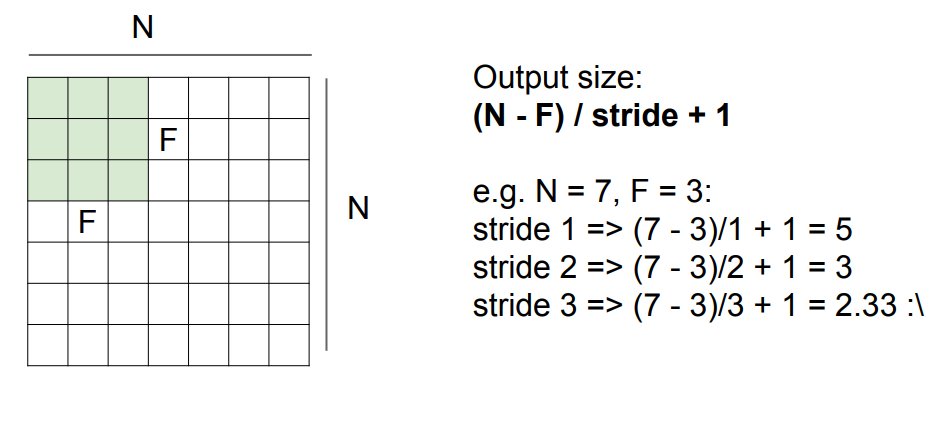 N
F
F
N
Output size:
(N - F) / stride + 1
e.g. N = 7, F = 3:
stride 1 => (7 - 3)/1 + 1 = 5
stride 2 => (7 - 3)/2 + 1 = 3
stride 3 => (7 - 3)/3 + 1 = 2.33 :\